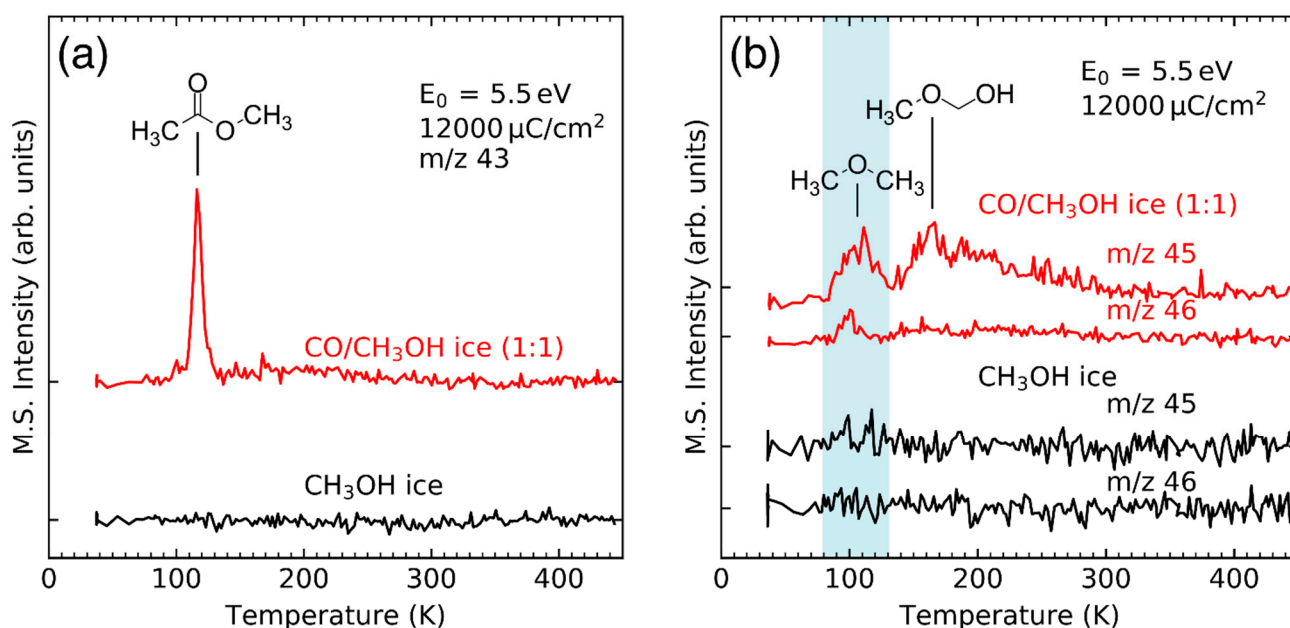 (a)
O
H₃C
O
CH₃
E₀ = 5.5 eV
12000 μC/cm²
m/z 43
CO/CH₃OH ice (1:1)
CH₃OH ice
M.S. Intensity (arb. units)
0 100 200 300 400
Temperature (K)
(b)
H₃C O OH
H₃C O CH₃
E₀ = 5.5 eV
12000 μC/cm²
CO/CH₃OH ice (1:1)
m/z 45
m/z 46
CH₃OH ice
m/z 45
m/z 46
M.S. Intensity (arb. units)
0 100 200 300 400
Temperature (K)